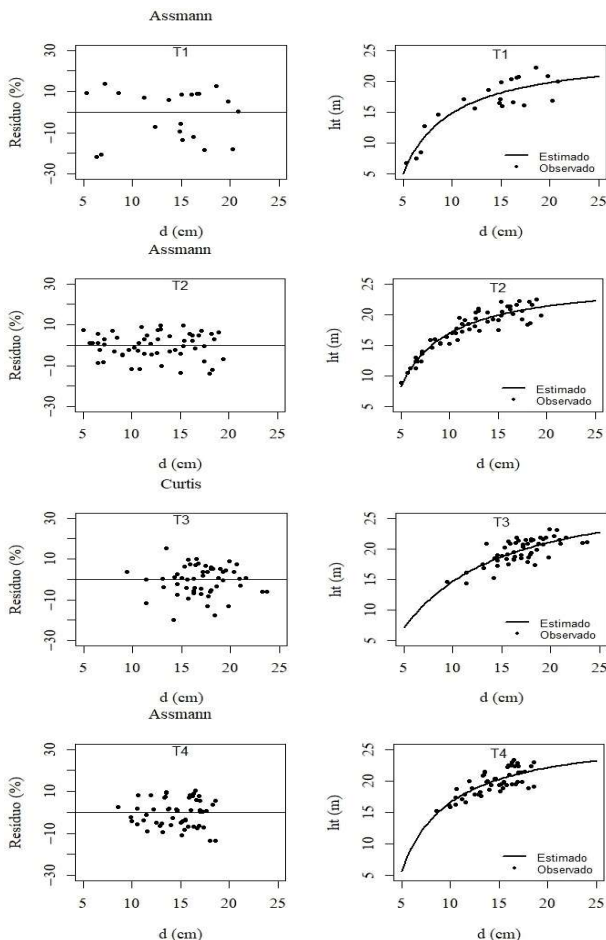 Assmann
T1
Resíduo (%)
30
10
-10
-30
5 10 15 20 25
d (cm)
T1
ht (m)
25
20
15
10
5
Estimado
Observado
5 10 15 20 25
d (cm)
Assmann
T2
Resíduo (%)
30
10
-10
-30
5 10 15 20 25
d (cm)
T2
ht (m)
25
20
15
10
5
Estimado
Observado
5 10 15 20 25
d (cm)
Curtis
T3
Resíduo (%)
30
10
-10
-30
5 10 15 20 25
d (cm)
T3
ht (m)
25
20
15
10
5
Estimado
Observado
5 10 15 20 25
d (cm)
Assmann
T4
Resíduo (%)
30
10
-10
-30
5 10 15 20 25
d (cm)
T4
ht (m)
25
20
15
10
5
Estimado
Observado
5 10 15 20 25
d (cm)